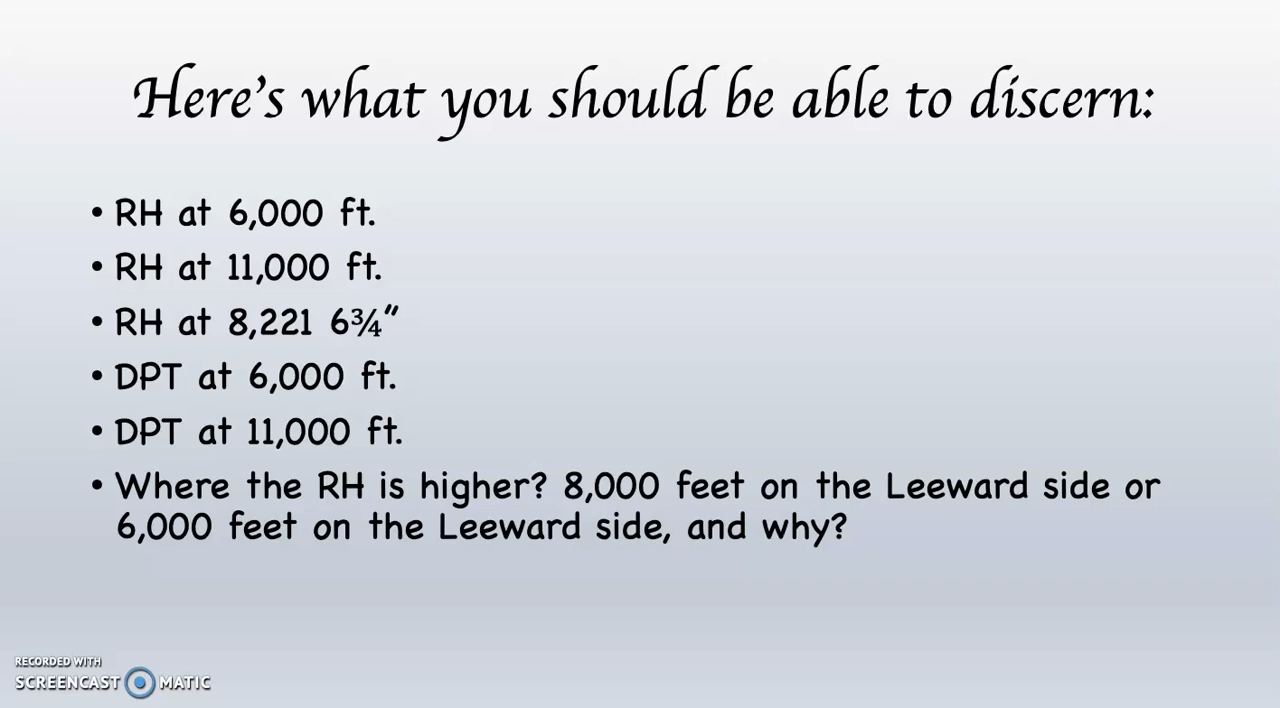 Here's what you should be able to discern:
• RH at 6,000 ft.
• RH at 11,000 ft.
• RH at 8,221 6¾”
• DPT at 6,000 ft.
• DPT at 11,000 ft.
• Where the RH is higher? 8,000 feet on the Leeward side or
6,000 feet on the Leeward side, and why?
RECORDED WITH
SCREENCAST MATIC